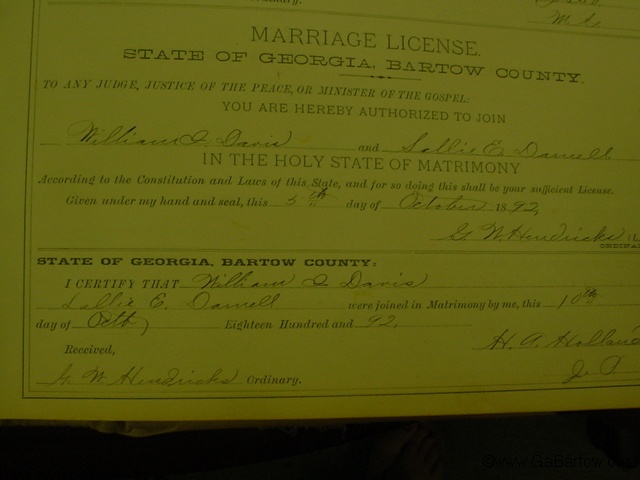 M. C.
MARRIAGE LICENSE.
STATE OF GEORGIA, BARTOW COUNTY.
TO ANY JUDGE, JUSTICE OF THE PEACE, OR MINISTER OF THE GOSPEL:
YOU ARE HEREBY AUTHORIZED TO JOIN
William I. Davis and Sallie E. Darnell
IN THE HOLY STATE OF MATRIMONY
According to the Constitution and Laws of this State, and for so doing this shall be your sufficient License.
Given under my hand and seal, this 5th day of October 1892,
G. W. Hendricks
STATE OF GEORGIA, BARTOW COUNTY:
I CERTIFY THAT William I Davis
Sallie E. Darnell were joined in Matrimony by me, this 10th
day of Octb Eighteen Hundred and 92.
H. A. Holland
Received, J. P
G. W. Hendricks Ordinary.